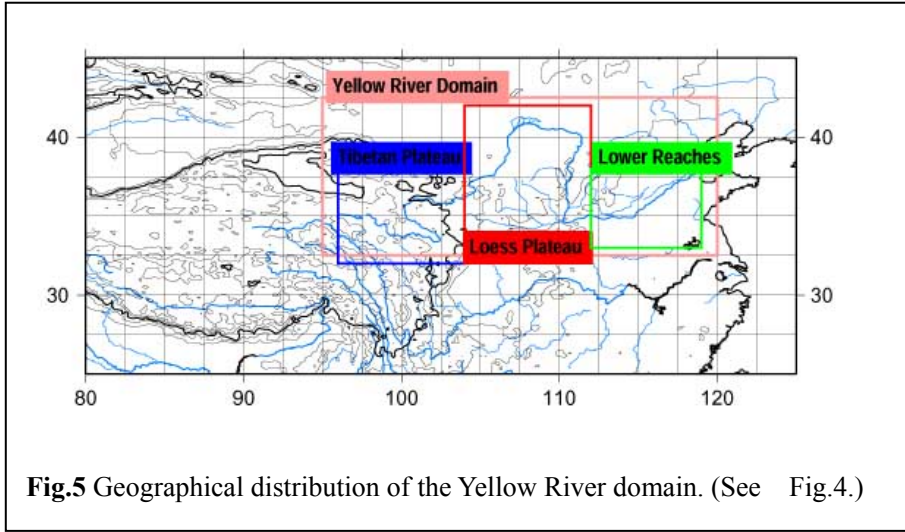 Yellow River Domain
40
Tibetan Plateau
Lower Reaches
40
Loess Plateau
30
30
80
90
100
110
120
Fig.5 Geographical distribution of the Yellow River domain. (See Fig.4.)